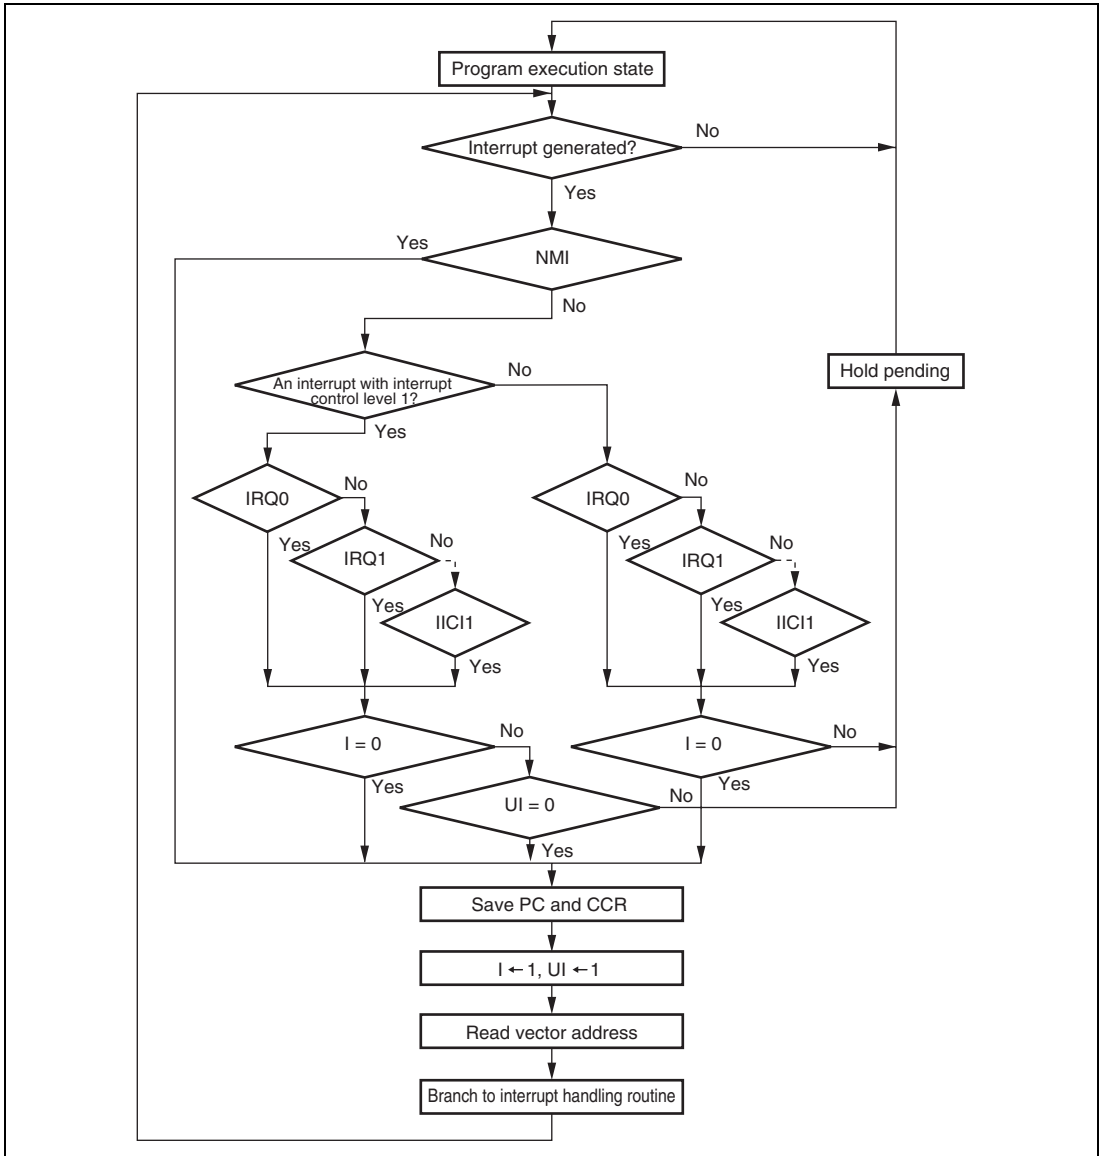 Program execution state
Interrupt generated?
No
Yes
NMI
Yes
No
An interrupt with interrupt
control level 1?
No
Yes
Hold pending
IRQ0
No
Yes
IRQ1
No
Yes
IICI1
Yes
IRQ0
No
Yes
IRQ1
No
Yes
IICI1
Yes
I = 0
No
Yes
UI = 0
No
Yes
I = 0
No
Yes
Save PC and CCR
I ← 1, UI ← 1
Read vector address
Branch to interrupt handling routine